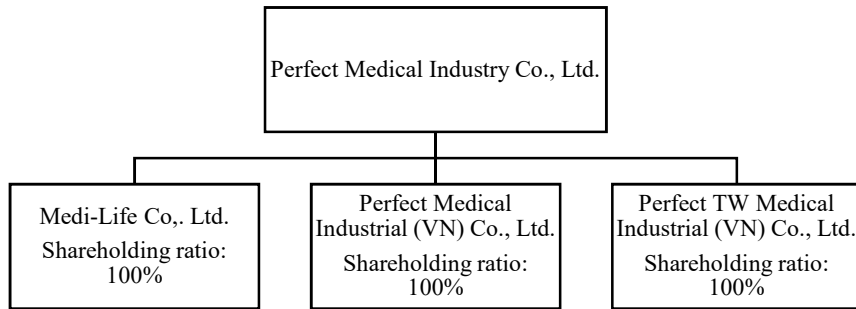 Perfect Medical Industry Co., Ltd.
Medi-Life Co,. Ltd.
Shareholding ratio:
100%
Perfect Medical
Industrial (VN) Co., Ltd.
Shareholding ratio:
100%
Perfect TW Medical
Industrial (VN) Co., Ltd.
Shareholding ratio:
100%